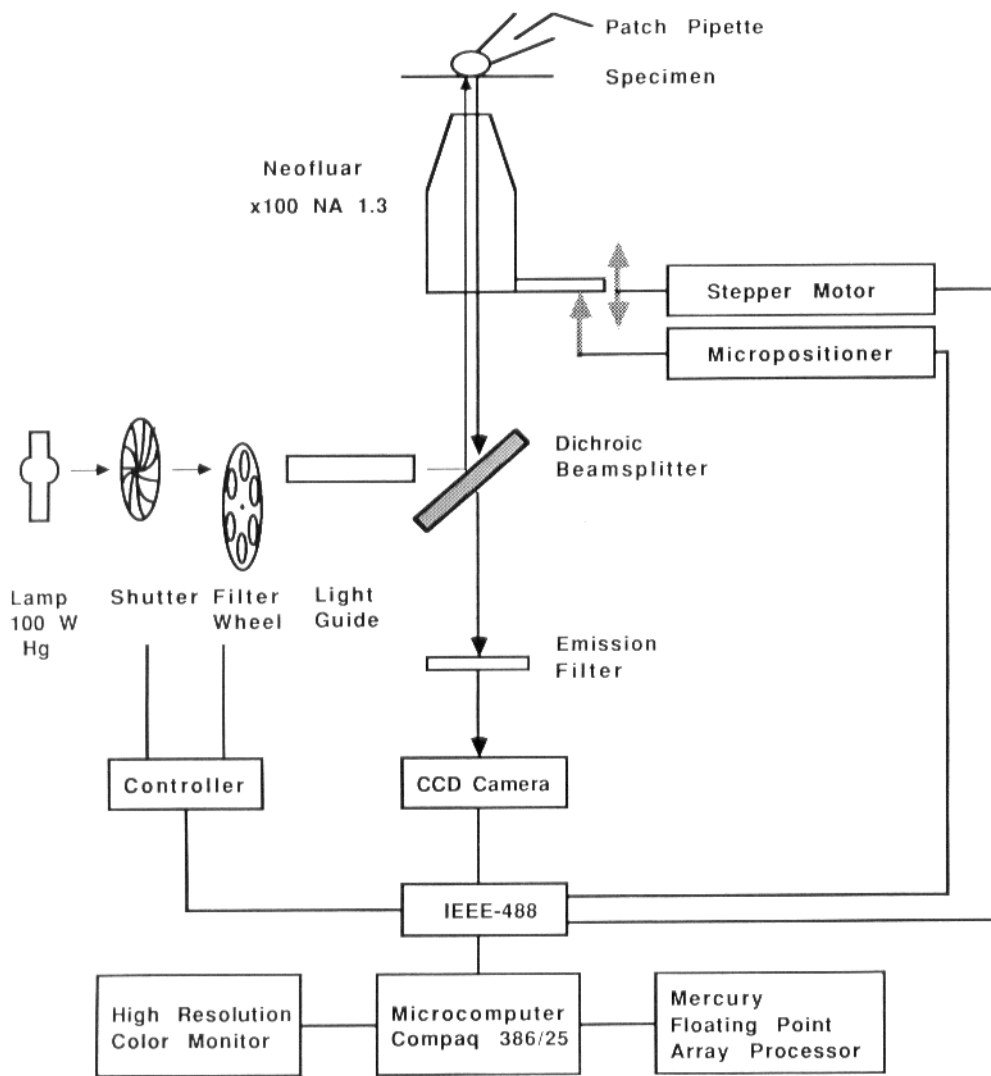 Patch Pipette
Specimen
Neofluar
x100 NA 1.3
Stepper Motor
Micropositioner
Dichroic
Beamsplitter
Lamp
100 W
Hg
Shutter
Filter
Wheel
Light
Guide
Emission
Filter
Controller
CCD Camera
IEEE-488
High Resolution
Color Monitor
Microcomputer
Compaq 386/25
Mercury
Floating Point
Array Processor